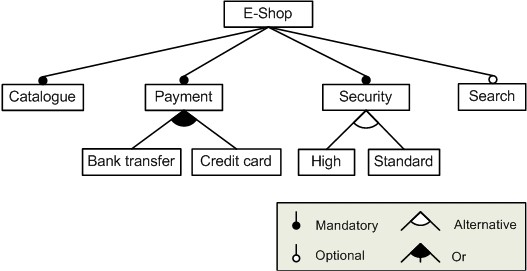 E-Shop
Catalogue
Payment
Security
Search
Bank transfer
Credit card
High
Standard
Mandatory
Alternative
Optional
Or